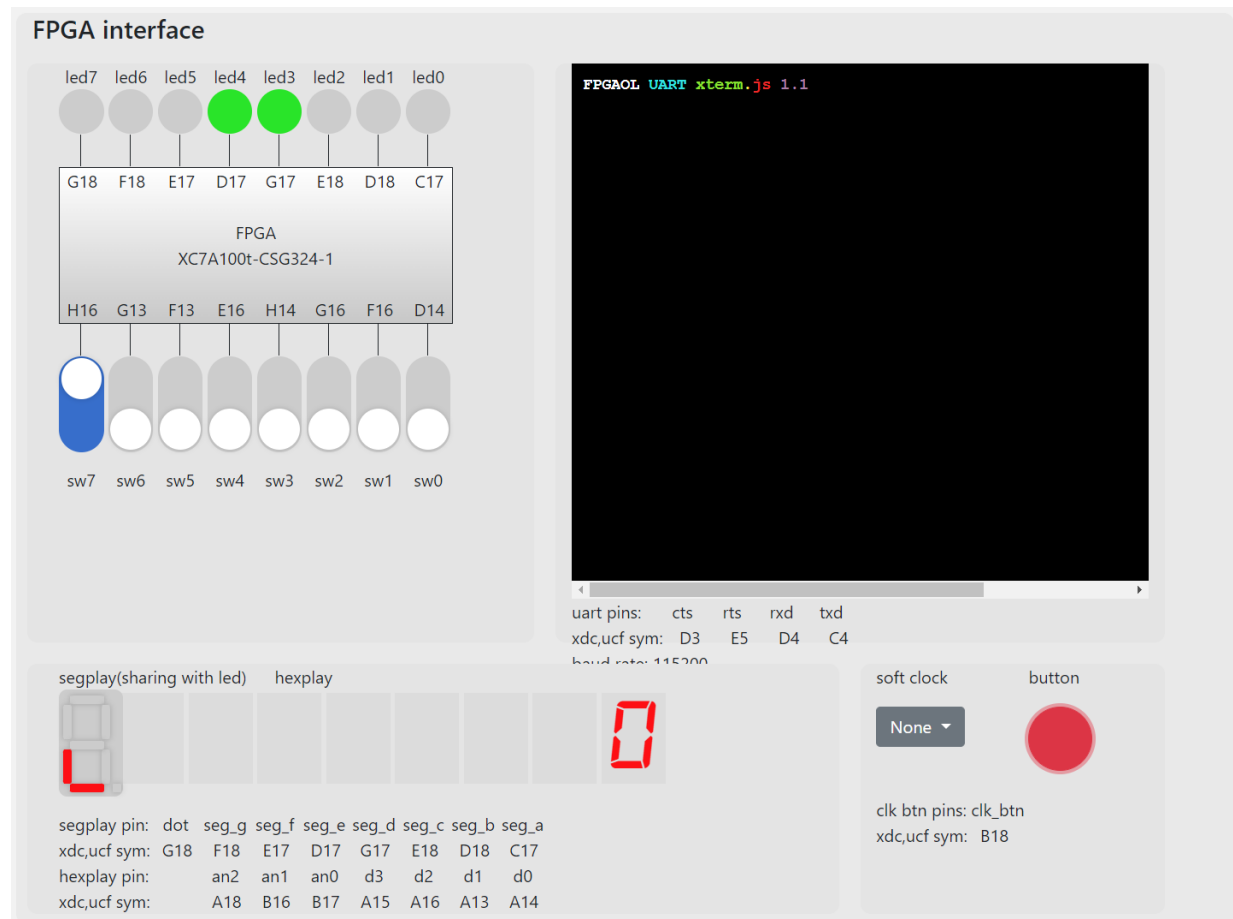 FPGA interface
led7 led6 led5 led4 led3 led2 led1 led0
G18 F18 E17 D17 G17 E18 D18 C17
FPGA
XC7A100t-CSG324-1
H16 G13 F13 E16 H14 G16 F16 D14
sw7 sw6 sw5 sw4 sw3 sw2 sw1 sw0
FPGAOL UART xterm.js 1.1
uart pins: cts rts rxd txd
xdc,ucf sym: D3 E5 D4 C4
baud rate: 115200
segplay(sharing with led) hexplay
0
segplay pin: dot seg_g seg_f seg_e seg_d seg_c seg_b seg_a
xdc,ucf sym: G18 F18 E17 D17 G17 E18 D18 C17
hexplay pin: an2 an1 an0 d3 d2 d1 d0
xdc,ucf sym: A18 B16 B17 A15 A16 A13 A14
soft clock button
None
clk btn pins: clk_btn
xdc,ucf sym: B18